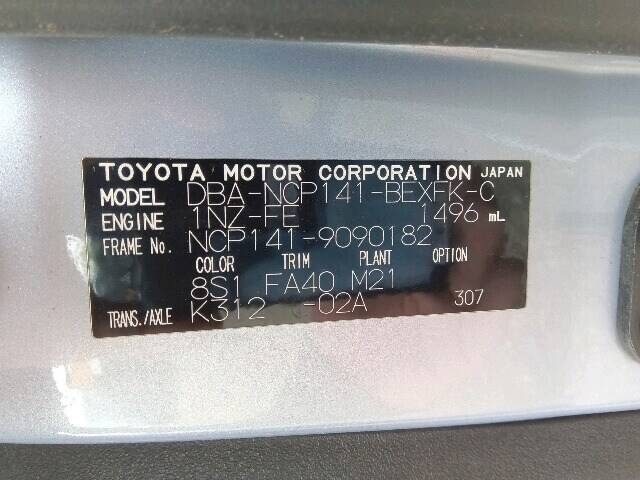 TOYOTA MOTOR CORPORATION JAPAN
MODEL DBA-NCP141-BEXFK-C
ENGINE 1NZ-FE 1496 mL
FRAME No. NCP141-9090182
COLOR TRIM PLANT OPTION
8S1 FA40 M21
TRANS./AXLE K312 -02A 307